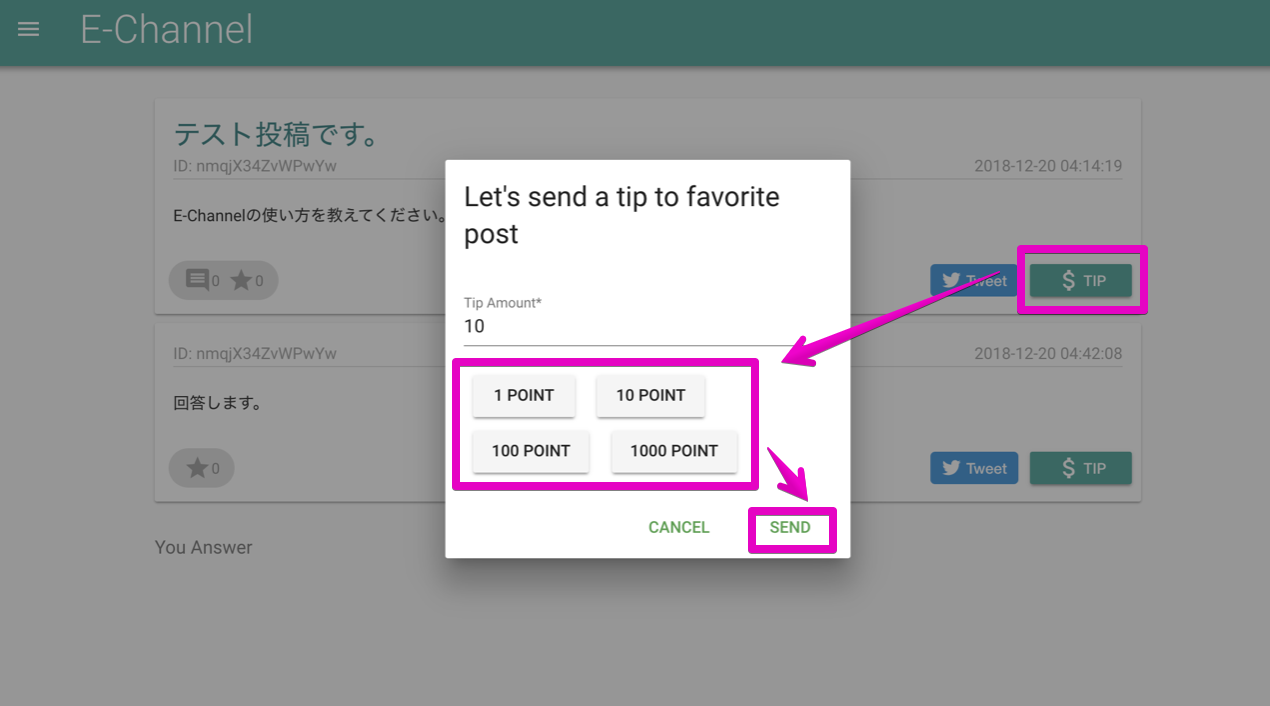 E-Channel
テスト投稿です。
ID: nmqjX34ZvWPwYw
2018-12-20 04:14:19
E-Channelの使い方を教えてください。
0 0
Tweet
$ TIP
Let's send a tip to favorite
post
Tip Amount*
10
1 POINT
10 POINT
100 POINT
1000 POINT
CANCEL
SEND
ID: nmqjX34ZvWPwYw
2018-12-20 04:42:08
回答します。
0
Tweet
$ TIP
You Answer